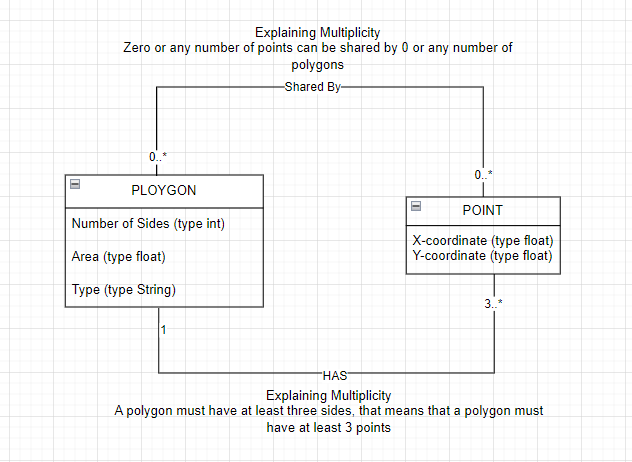 Explaining Multiplicity
Zero or any number of points can be shared by 0 or any number of
polygons
Shared By
0..*
0..*
PLOYGON
Number of Sides (type int)
Area (type float)
Type (type String)
POINT
X-coordinate (type float)
Y-coordinate (type float)
3..*
1
HAS
Explaining Multiplicity
A polygon must have at least three sides, that means that a polygon must
have at least 3 points